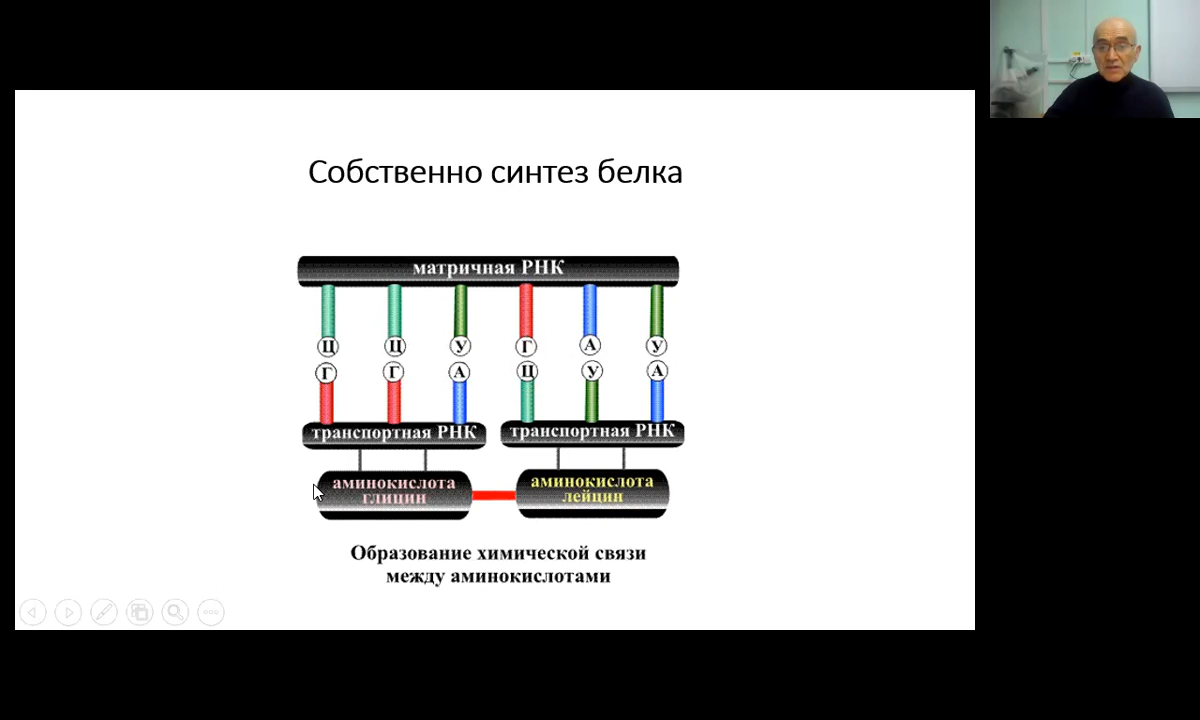 Собственно синтез белка
матричная РНК
Ц Ц У Г А У
Г Г А Ц У А
транспортная РНК транспортная РНК
аминокислота глицин
аминокислота лейцин
Образование химической связи
между аминокислотами